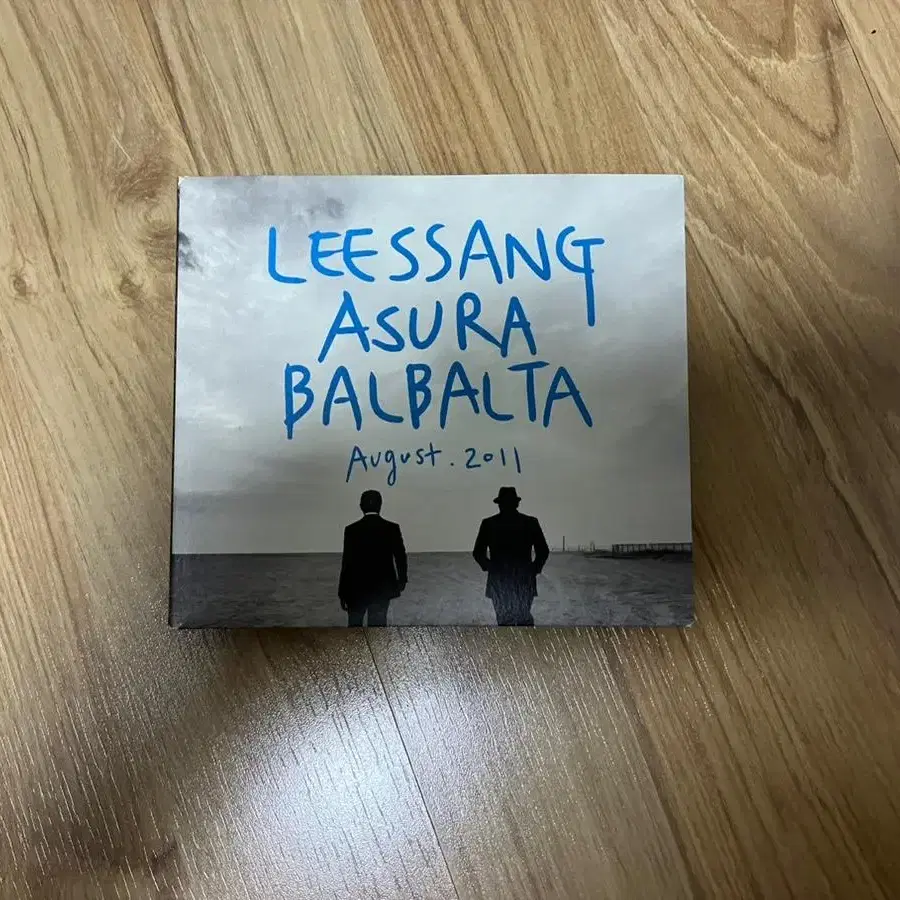 LEESSANG
ASURA
BALBALTA
August. 2011